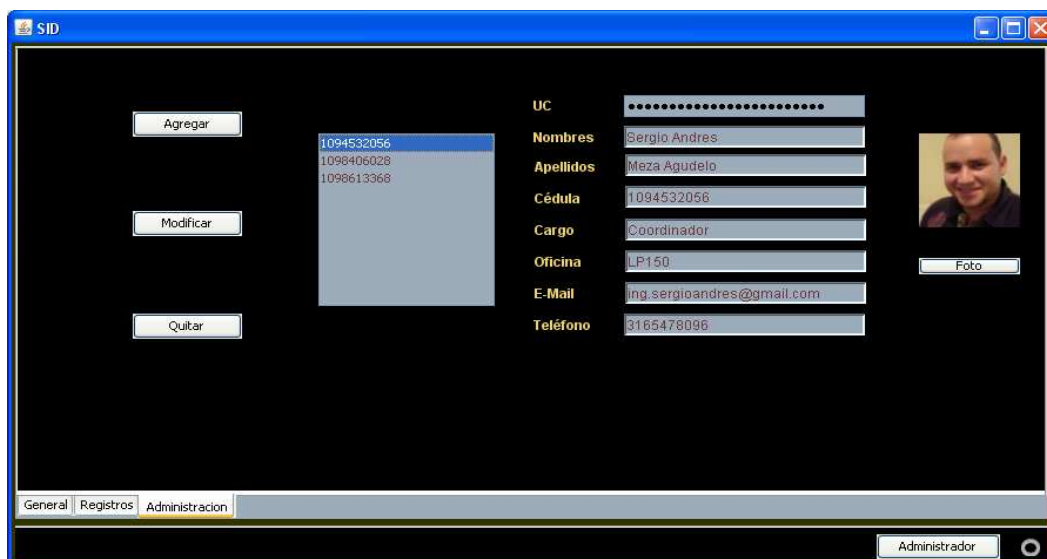 SID
Agregar
Modificar
Quitar
1094532056
1098406028
1098613368
UC ••••••••••••••••••••••••
Nombres Sergio Andres
Apellidos Meza Agudelo
Cédula 1094532056
Cargo Coordinador
Oficina LP150
E-Mail ing.sergioandres@gmail.com
Teléfono 3165478096
Foto
General Registros Administracion
Administrador